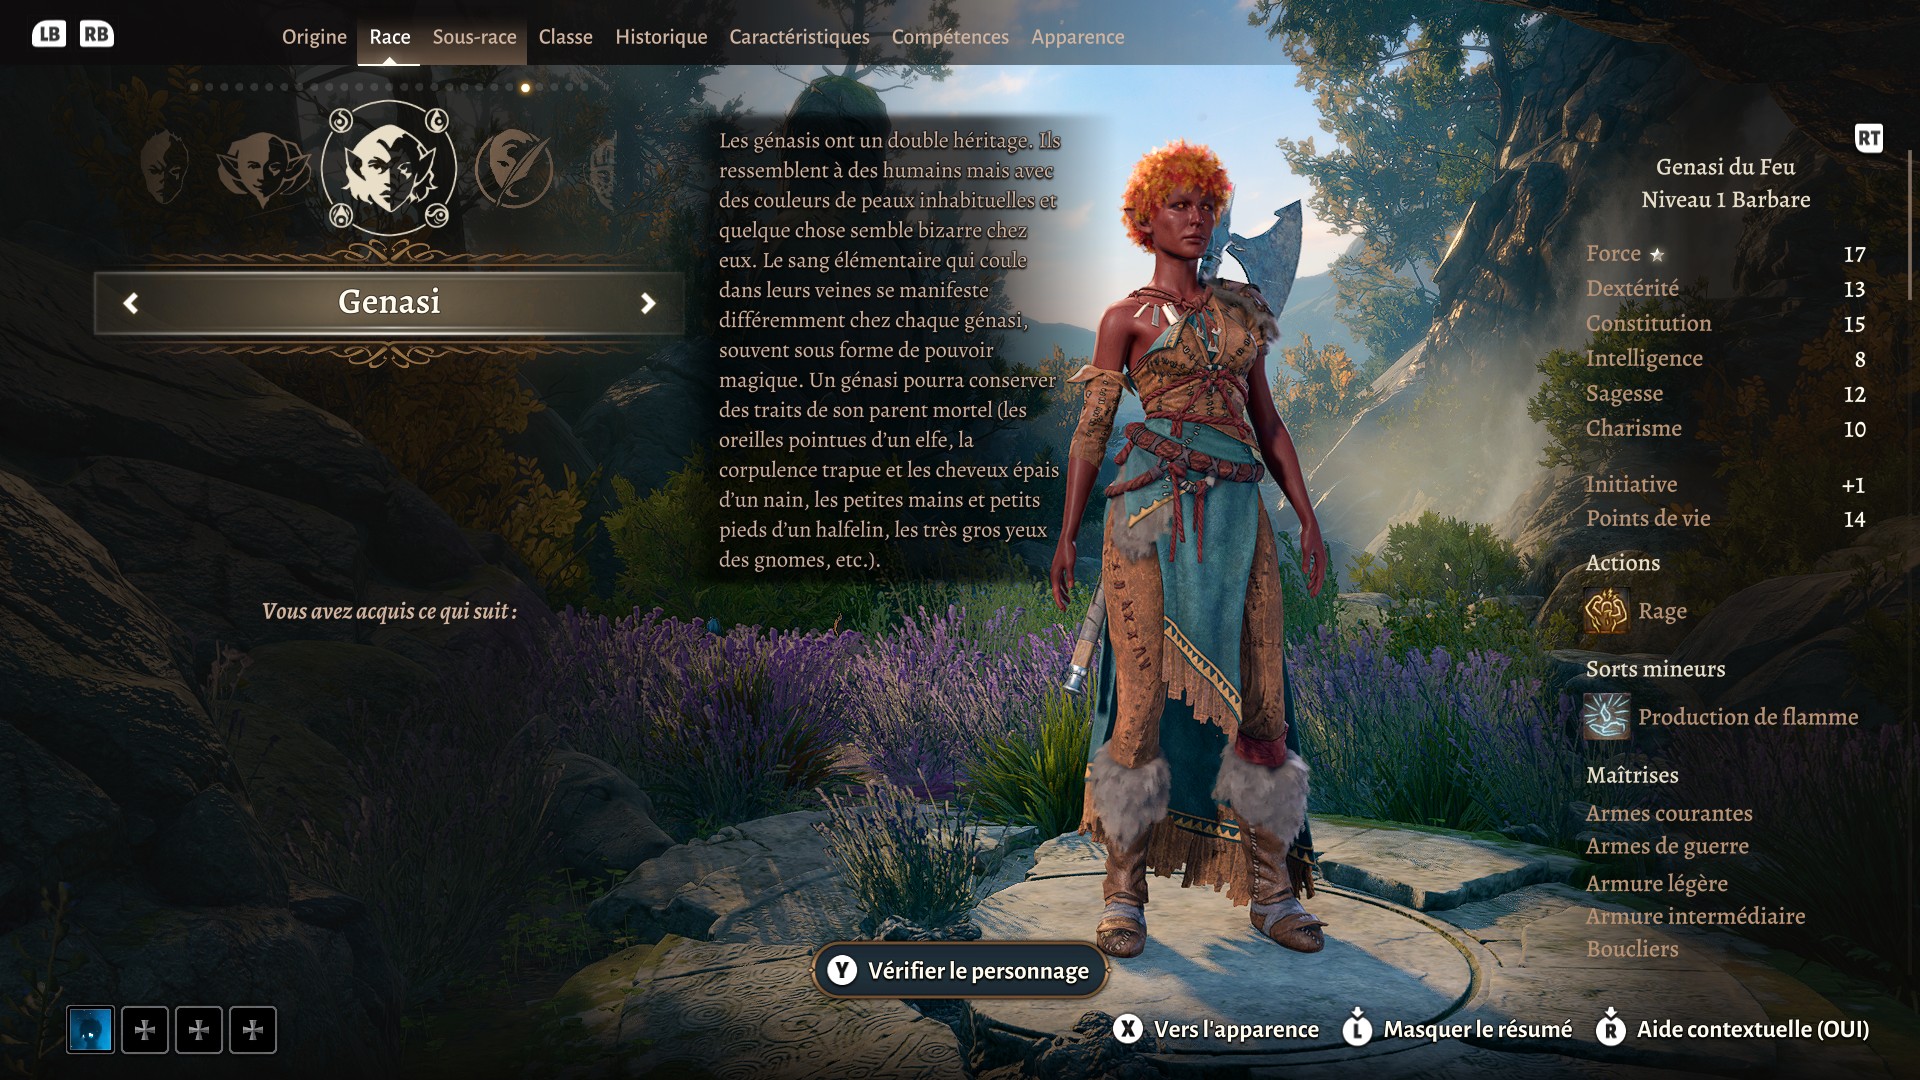 LB RB Origine Race Sous-race Classe Historique Caractéristiques Compétences Apparence
Genasi
Vous avez acquis ce qui suit :
Les génasis ont un double héritage. Ils
ressemblent à des humains mais avec
des couleurs de peaux inhabituelles et
quelque chose semble bizarre chez
eux. Le sang élémentaire qui coule
dans leurs veines se manifeste
différemment chez chaque génasi,
souvent sous forme de pouvoir
magique. Un génasi pourra conserver
des traits de son parent mortel (les
oreilles pointues d'un elfe, la
corpulence trapue et les cheveux épais
d'un nain, les petites mains et petits
pieds d'un halfelin, les très gros yeux
des gnomes, etc.).
RT
Genasi du Feu
Niveau 1 Barbare
Force 17
Dextérité 13
Constitution 15
Intelligence 8
Sagesse 12
Charisme 10
Initiative +1
Points de vie 14
Actions
Rage
Sorts mineurs
Production de flamme
Maîtrises
Armes courantes
Armes de guerre
Armure légère
Armure intermédiaire
Boucliers
Y Vérifier le personnage
X Vers l'apparence L Masquer le résumé R Aide contextuelle (OUI)